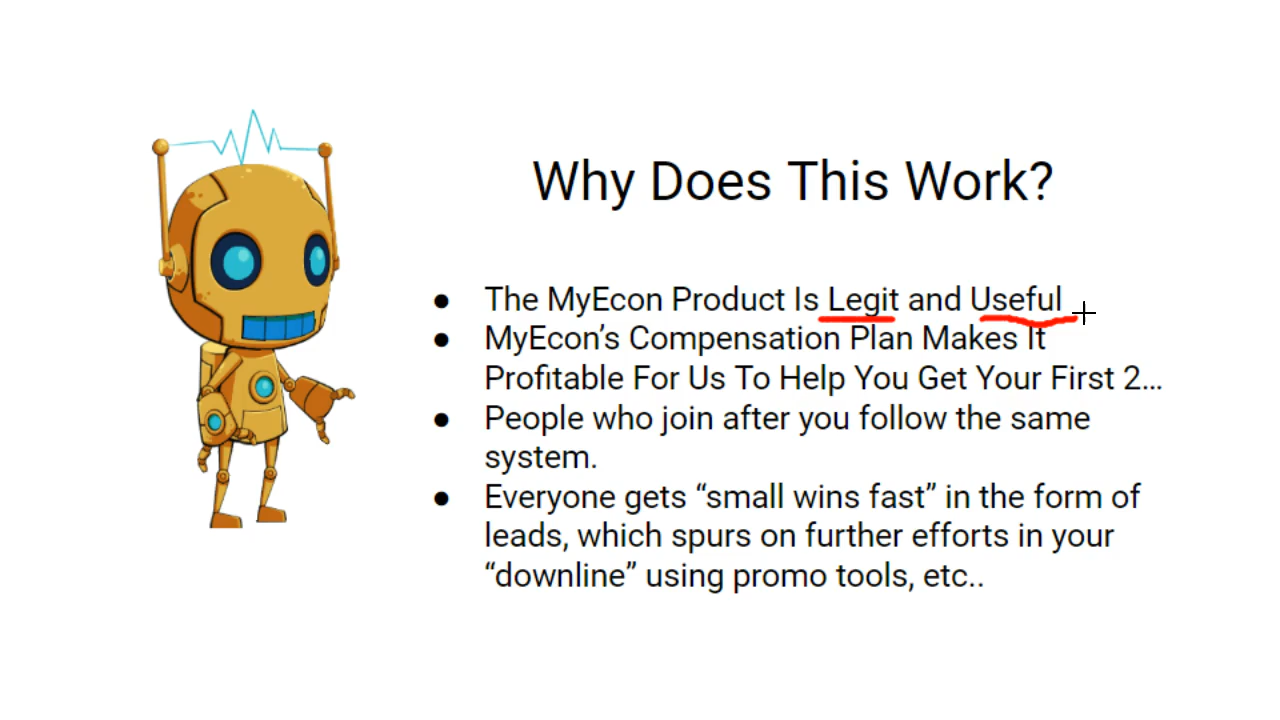 Why Does This Work?
● The MyEcon Product Is Legit and Useful
● MyEcon’s Compensation Plan Makes It
Profitable For Us To Help You Get Your First 2...
● People who join after you follow the same
system.
● Everyone gets “small wins fast” in the form of
leads, which spurs on further efforts in your
“downline” using promo tools, etc..